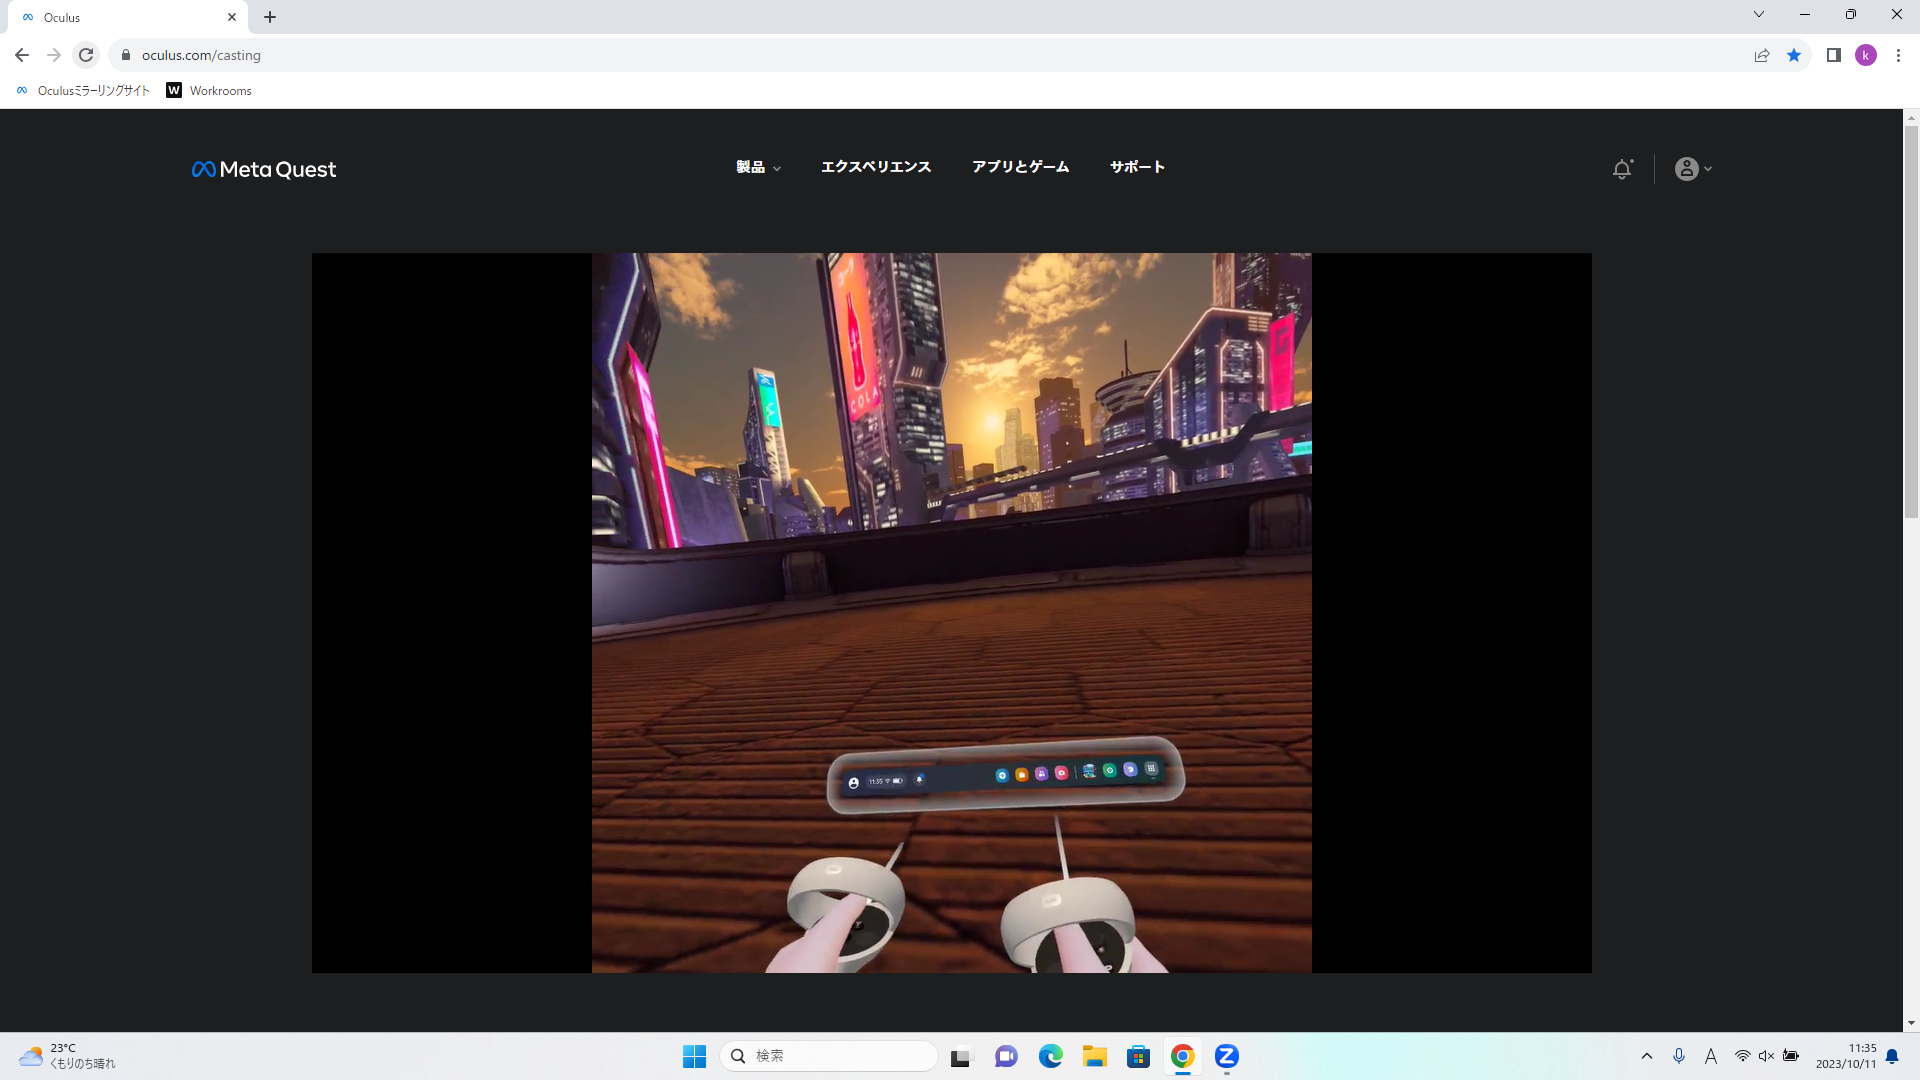 Oculus
oculus.com/casting
k
Oculusミラーリングサイト
W Workrooms
Meta Quest
製品
エクスペリエンス
アプリとゲーム
サポート
COLA
11:35
23°C
くもりのち晴れ
検索
Z
A
11:35
2023/10/11